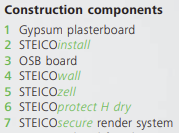 Construction components
1 Gypsum plasterboard
2 STEICOinstall
3 OSB board
4 STEICOwall
5 STEICOzell
6 STEICOprotect H dry
7 STEICOsecure render system